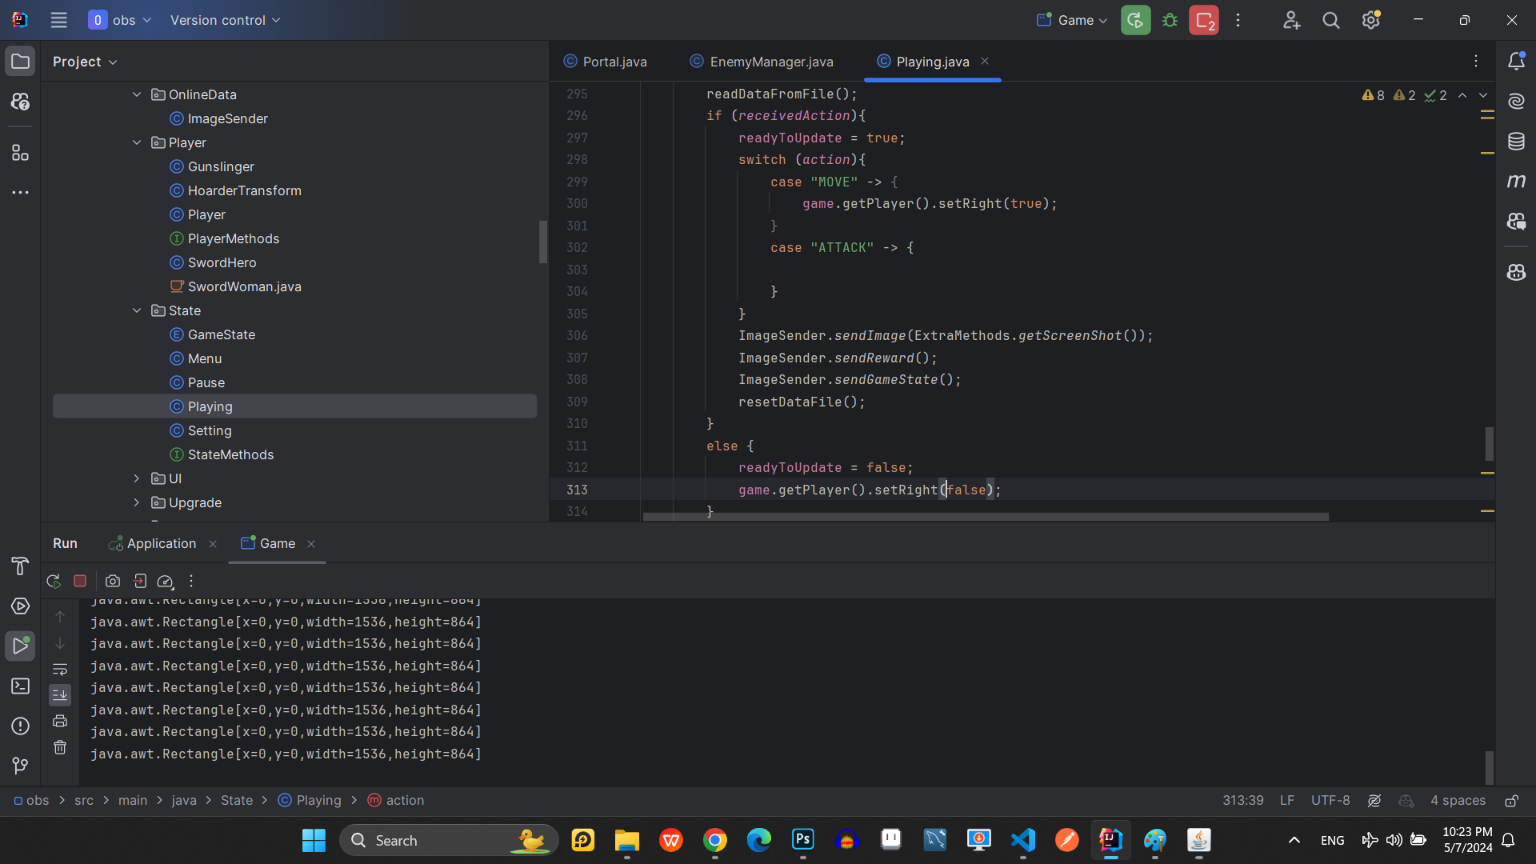 obs
Version control
Game
2
Project
OnlineData
ImageSender
Player
Gunslinger
HoarderTransform
Player
PlayerMethods
SwordHero
SwordWoman.java
State
GameState
Menu
Pause
Playing
Setting
StateMethods
UI
Upgrade
Portal.java
EnemyManager.java
Playing.java
8 2 2
295 readDataFromFile();
296 if (receivedAction){
297 readyToUpdate = true;
298 switch (action){
299 case "MOVE" -> {
300 game.getPlayer().setRight(true);
301 }
302 case "ATTACK" -> {
303
304 }
305 }
306 ImageSender.sendImage(ExtraMethods.getScreenShot());
307 ImageSender.sendReward();
308 ImageSender.sendGameState();
309 resetDataFile();
310 }
311 else {
312 readyToUpdate = false;
313 game.getPlayer().setRight(false);
314 }
Run
Application
Game
java.awt.Rectangle[x=0,y=0,width=1536,height=864]
java.awt.Rectangle[x=0,y=0,width=1536,height=864]
java.awt.Rectangle[x=0,y=0,width=1536,height=864]
java.awt.Rectangle[x=0,y=0,width=1536,height=864]
java.awt.Rectangle[x=0,y=0,width=1536,height=864]
java.awt.Rectangle[x=0,y=0,width=1536,height=864]
java.awt.Rectangle[x=0,y=0,width=1536,height=864]
java.awt.Rectangle[x=0,y=0,width=1536,height=864]
obs > src > main > java > State > Playing > action
313:39 LF UTF-8 4 spaces
Search
Ps
ENG
10:23 PM
5/7/2024